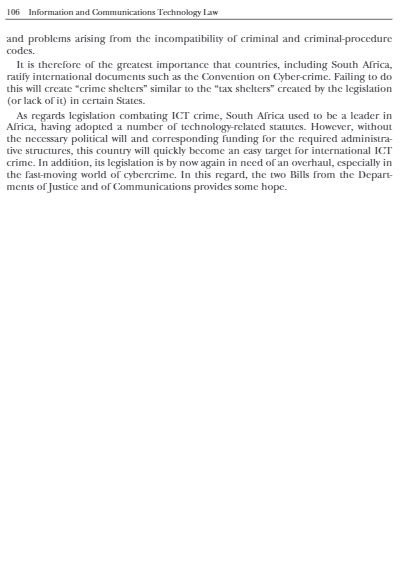 106 Information and Communications Technology Law
and problems arising from the incompatibility of criminal and criminal-procedure
codes.
It is therefore of the greatest importance that countries, including South Africa,
ratify international documents such as the Convention on Cyber-crime. Failing to do
this will create “crime shelters” similar to the “tax shelters” created by the legislation
(or lack of it) in certain States.
As regards legislation combating ICT crime, South Africa used to be a leader in
Africa, having adopted a number of technology-related statutes. However, without
the necessary political will and corresponding funding for the required administra-
tive structures, this country will quickly become an easy target for international ICT
crime. In addition, its legislation is by now again in need of an overhaul, especially in
the fast-moving world of cybercrime. In this regard, the two Bills from the Depart-
ments of Justice and of Communications provides some hope.